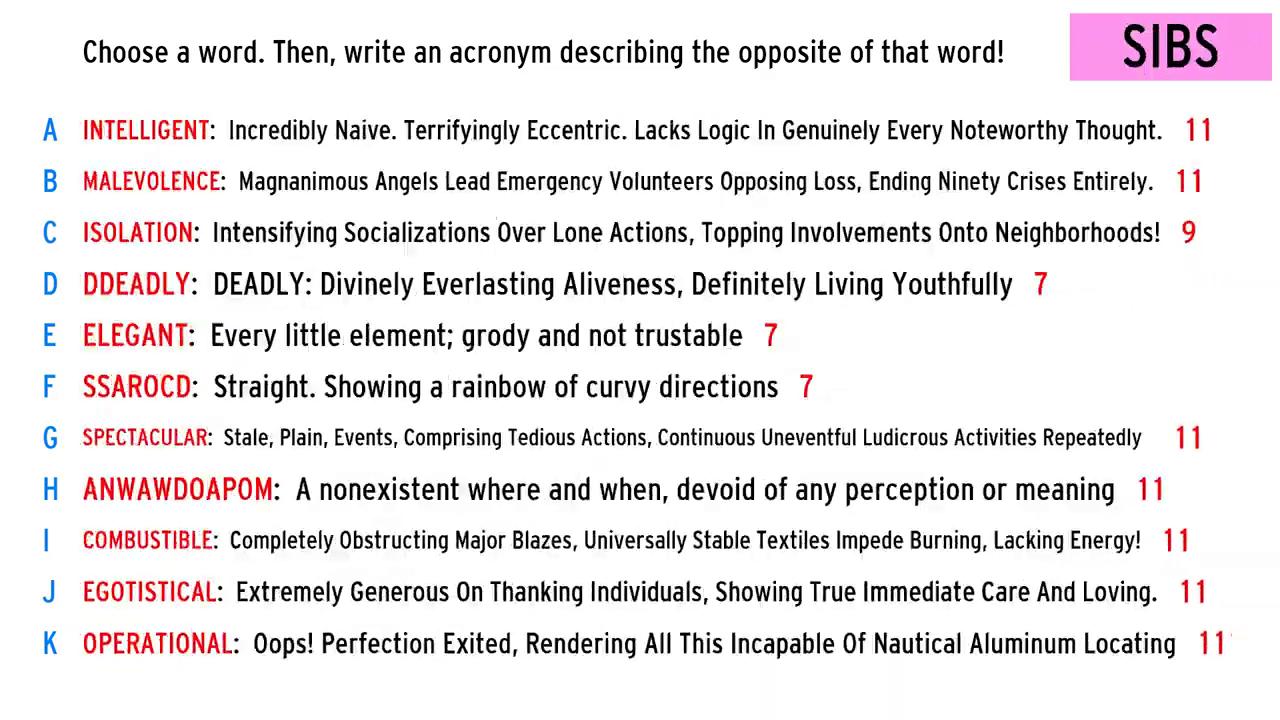 Choose a word. Then, write an acronym describing the opposite of that word!
SIBS
A INTELLIGENT: Incredibly Naive. Terrifyingly Eccentric. Lacks Logic In Genuinely Every Noteworthy Thought. 11
B MALEVOLENCE: Magnanimous Angels Lead Emergency Volunteers Opposing Loss, Ending Ninety Crises Entirely. 11
C ISOLATION: Intensifying Socializations Over Lone Actions, Topping Involvements Onto Neighborhoods! 9
D DDEADLY: DEADLY: Divinely Everlasting Aliveness, Definitely Living Youthfully 7
E ELEGANT: Every little element; grody and not trustable 7
F SSAROCD: Straight. Showing a rainbow of curvy directions 7
G SPECTACULAR: Stale, Plain, Events, Comprising Tedious Actions, Continuous Uneventful Ludicrous Activities Repeatedly 11
H ANWAWDOAPOM: A nonexistent where and when, devoid of any perception or meaning 11
I COMBUSTIBLE: Completely Obstructing Major Blazes, Universally Stable Textiles Impede Burning, Lacking Energy! 11
J EGOTISTICAL: Extremely Generous On Thanking Individuals, Showing True Immediate Care And Loving. 11
K OPERATIONAL: Oops! Perfection Exited, Rendering All This Incapable Of Nautical Aluminum Locating 11